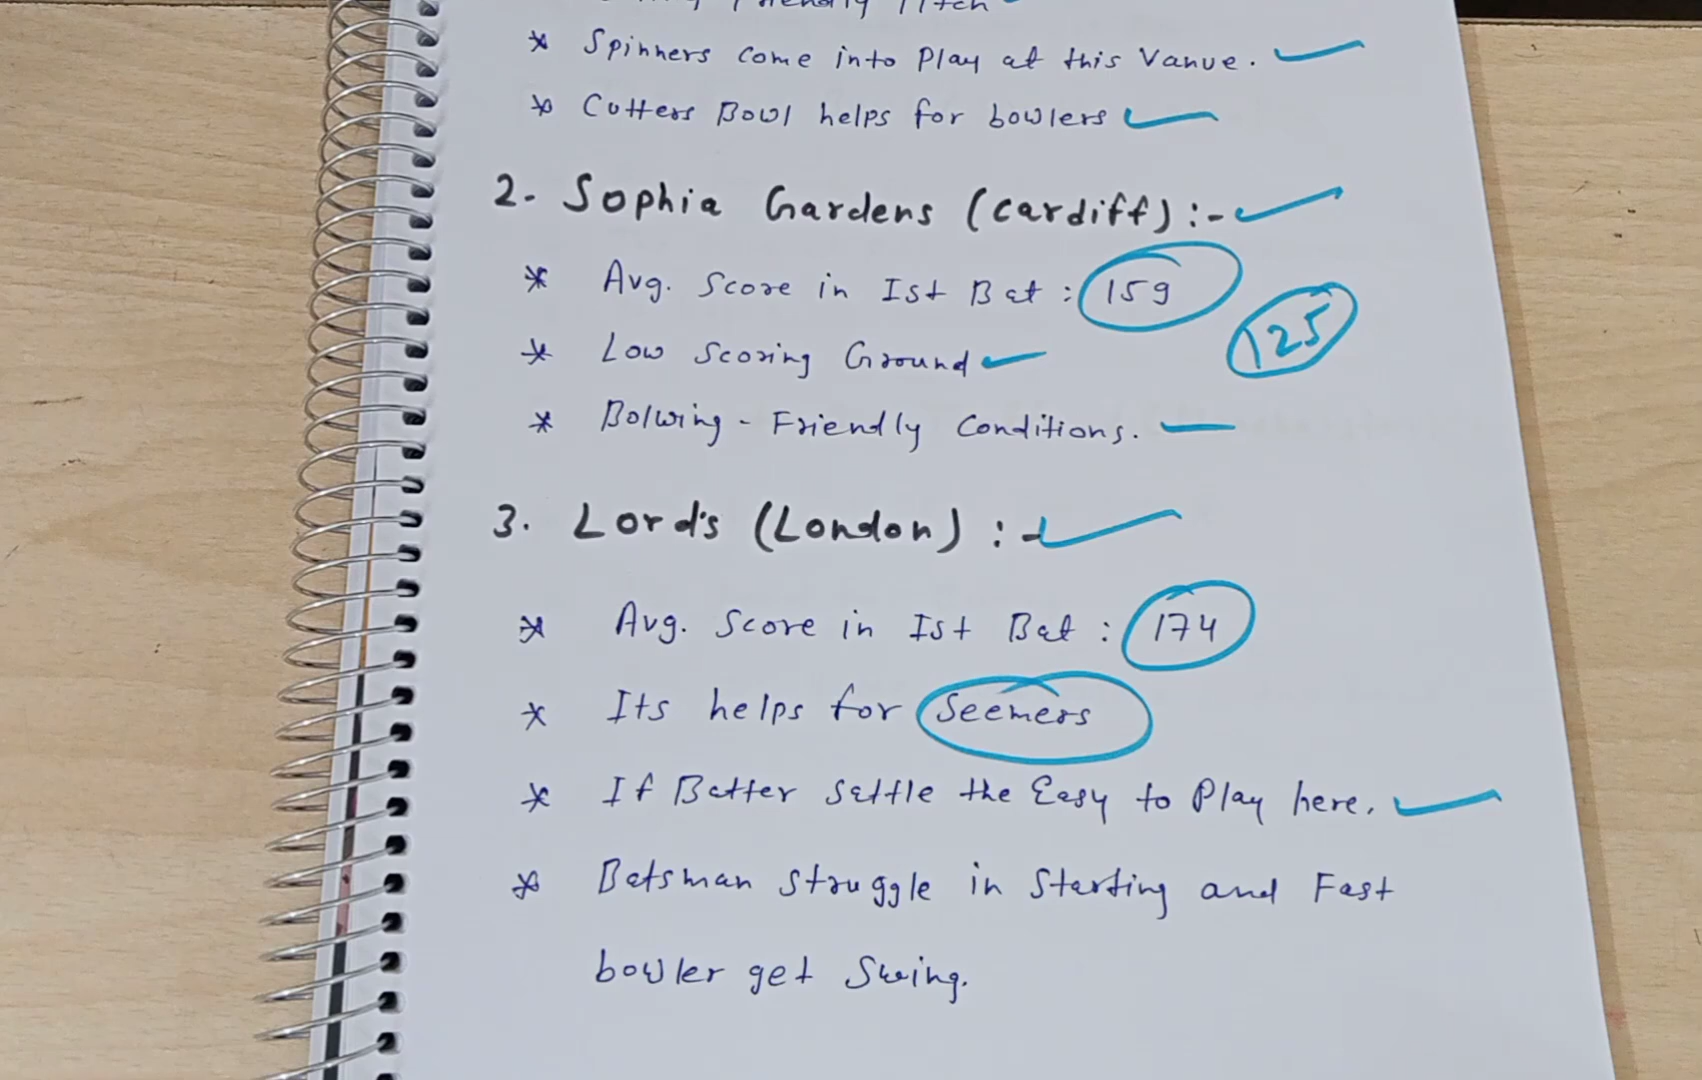 Friendly Pitch
* Spinners come into Play at this Vanue.
* Cutters Bowl helps for bowlers
2. Sophia Gardens (Cardiff) :-
* Avg. Score in Ist Bat : 159
125
* Low Scoring Ground
* Bolwing - Friendly Conditions.
3. Lord's (London) :-
* Avg. Score in Ist Bat : 174
* Its helps for Seemers
* If Batter Sattle the Easy to Play here.
* Batsman Struggle in Starting and Fast
bowler get Swing.